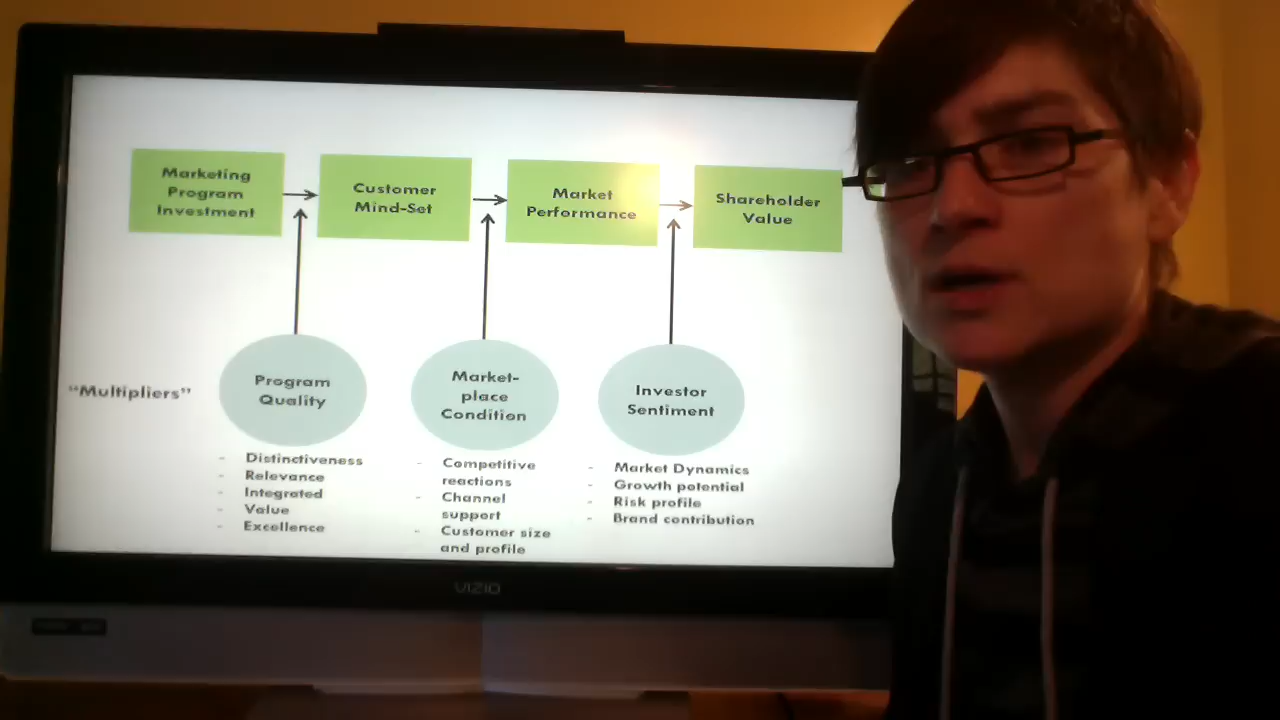 Marketing
Program
Investment
Customer
Mind-Set
Market
Performance
Shareholder
Value
"Multipliers"
Program
Quality
Market-
place
Condition
Investor
Sentiment
- Distinctiveness
- Relevance
- Integrated
- Value
- Excellence
- Competitive
reactions
- Channel
support
- Customer size
and profile
- Market Dynamics
- Growth potential
- Risk profile
- Brand contribution
VIZIO